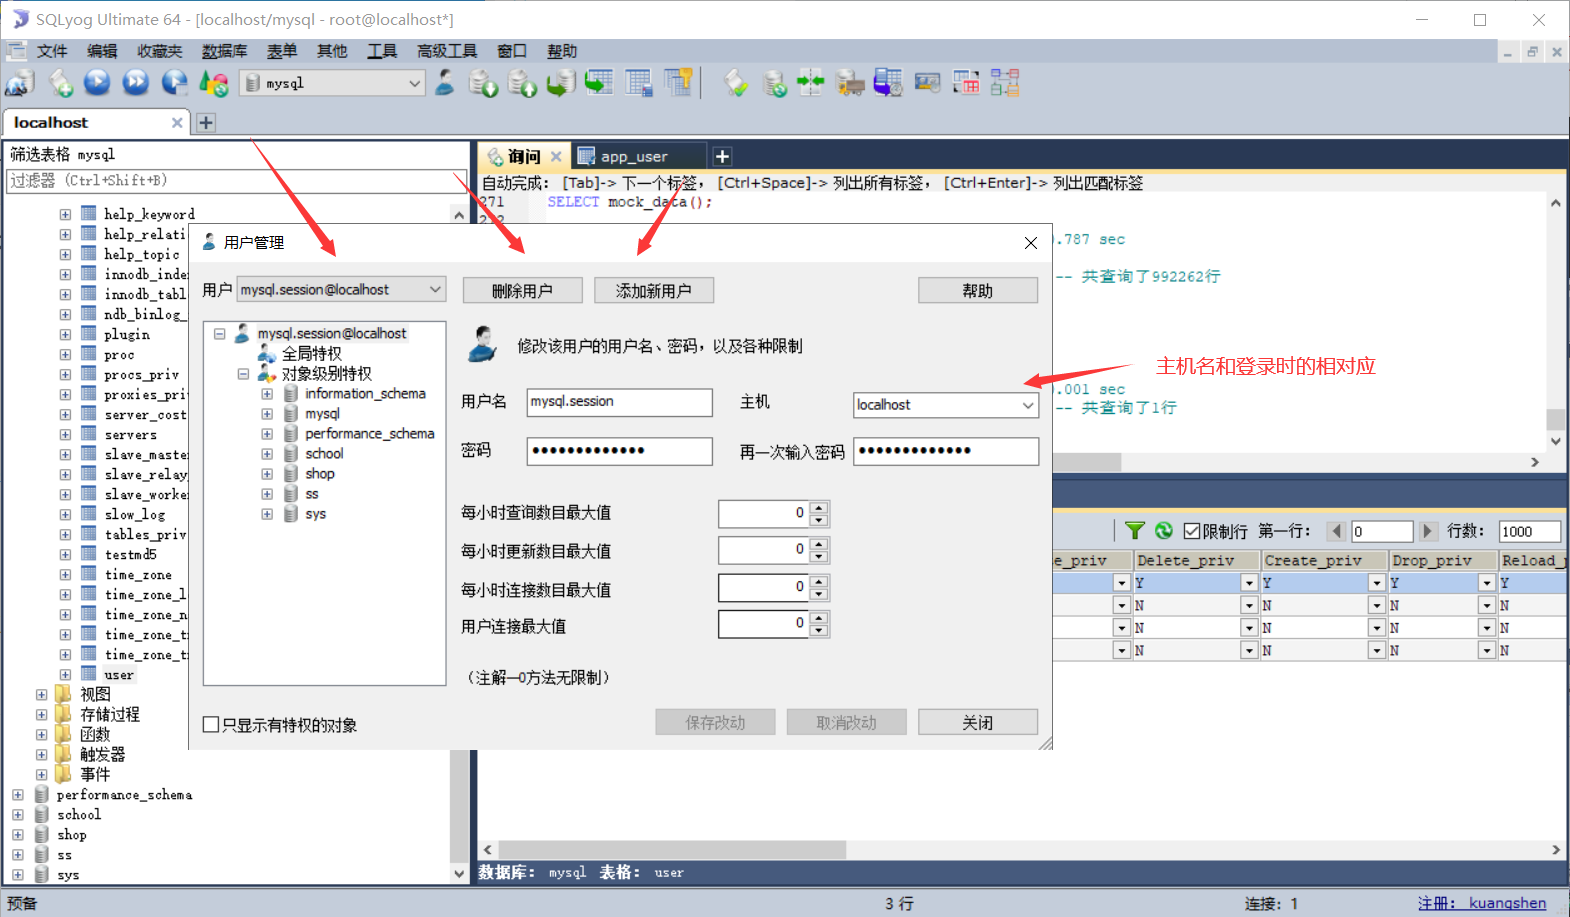 SQLyog Ultimate 64 - [localhost/mysql - root@localhost*]
文件 编辑 收藏夹 数据库 表单 其他 工具 高级工具 窗口 帮助
mysql
localhost
筛选表格 mysql
过滤器 (Ctrl+Shift+B)
help_keyword
help_relati
help_topic
innodb_inde
innodb_tabl
ndb_binlog_
plugin
proc
procs_priv
proxies_pri
server_cost
servers
slave_maste
slave_relay
slave_worke
slow_log
tables_priv
testmd5
time_zone
time_zone_l
time_zone_n
time_zone_t
time_zone_t
user
视图
存储过程
函数
触发器
事件
performance_schema
school
shop
ss
sys
询问
app_user
自动完成: [Tab]-> 下一个标签, [Ctrl+Space]-> 列出所有标签, [Ctrl+Enter]-> 列出匹配标签
271 SELECT mock_data();
.787 sec
-- 共查询了992262行
.001 sec
-- 共查询了1行
用户管理
用户 mysql.session@localhost
删除用户 添加新用户 帮助
mysql.session@localhost
全局特权
对象级别特权
information_schema
mysql
performance_schema
school
shop
ss
sys
修改该用户的用户名、密码，以及各种限制
用户名 mysql.session 主机 localhost
密码 再一次输入密码
每小时查询数目最大值 0
每小时更新数目最大值 0
每小时连接数目最大值 0
用户连接最大值 0
（注解—0方法无限制）
只显示有特权的对象
保存改动 取消改动 关闭
主机名和登录时的相对应
限制行 第一行: 0 行数: 1000
e_priv Delete_priv Create_priv Drop_priv Reload_
Y Y Y Y
N N N N
N N N N
N N N N
数据库: mysql 表格: user
预备 3 行 连接: 1 注册: kuangshen